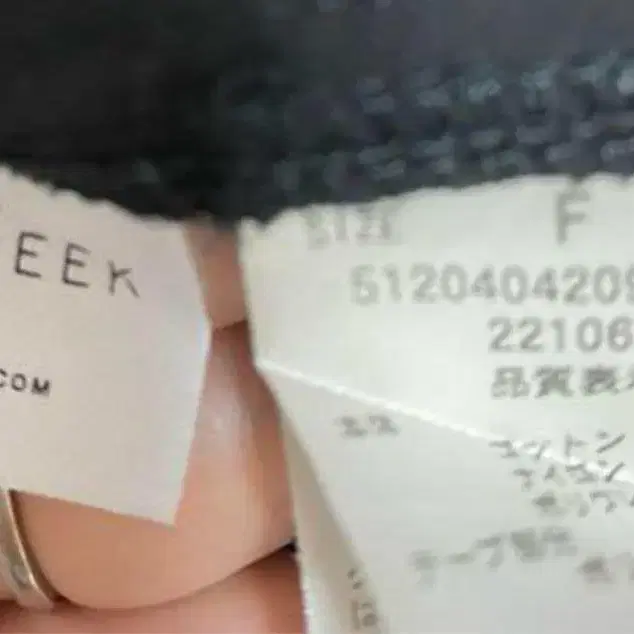 EEK
COM
SIZE F
5120404209
22106
品質表
コットン
ナイロン
テープ部分